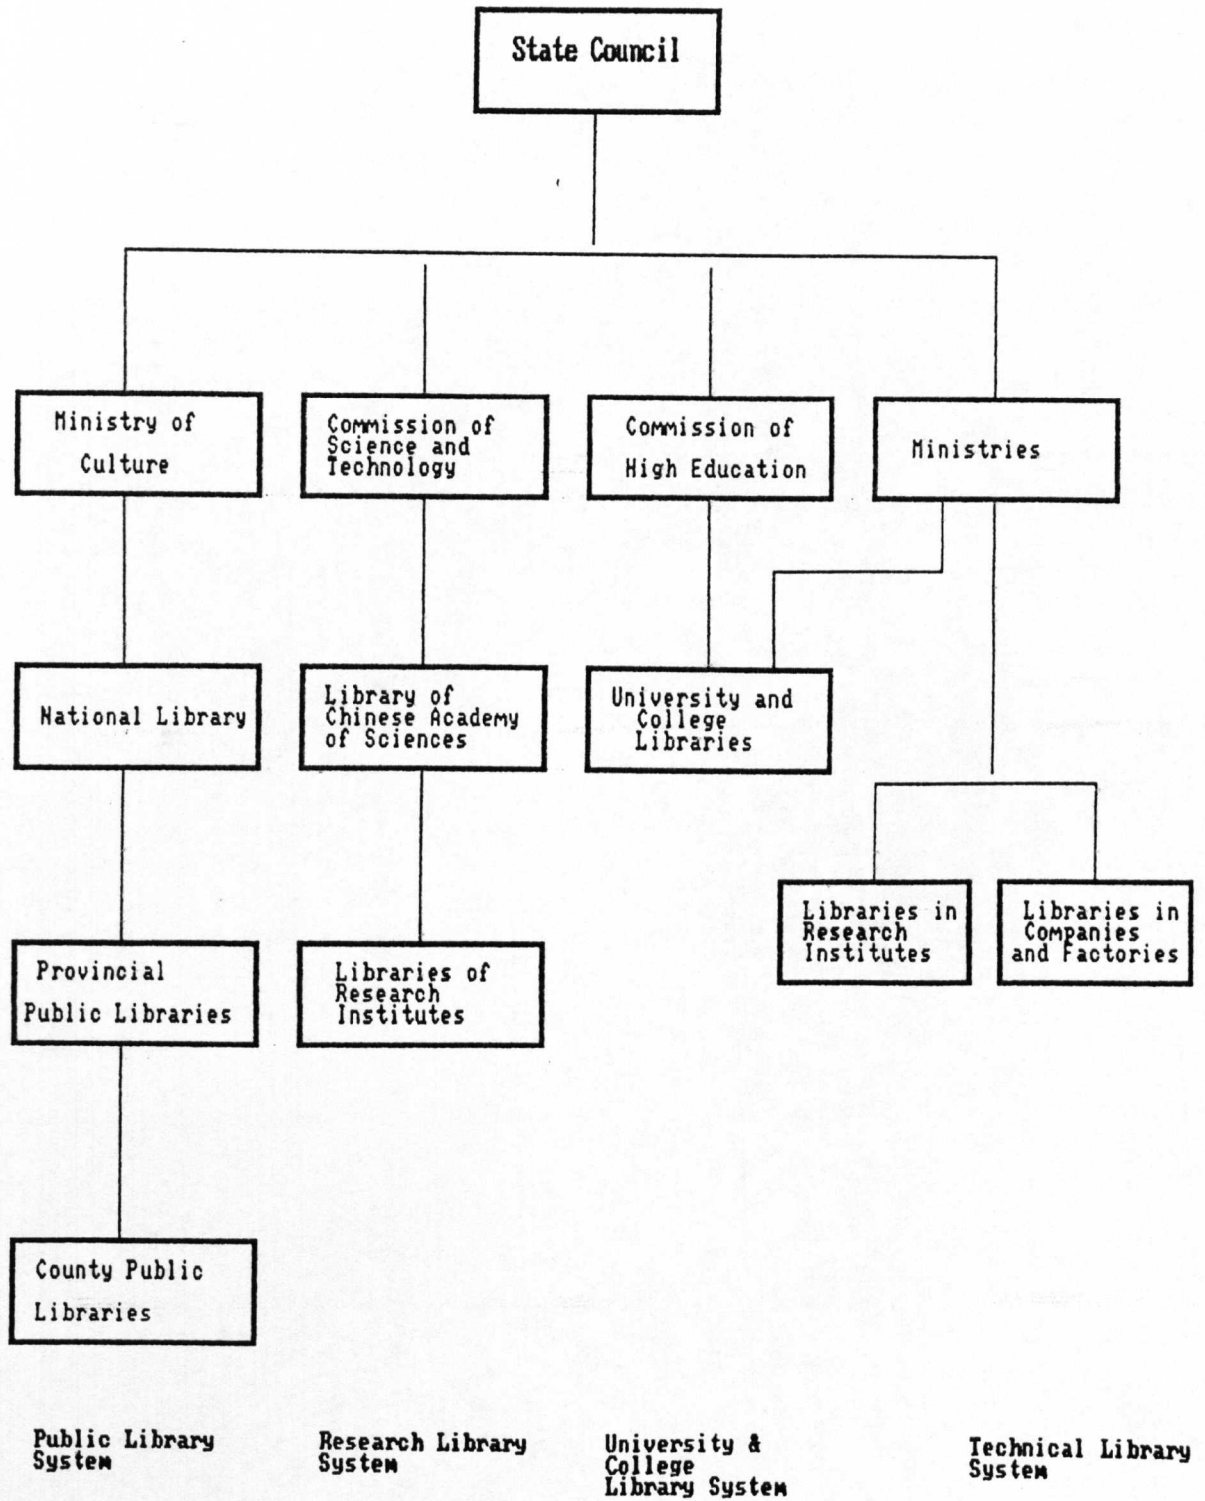 State Council
Ministry of
Culture
Commission of
Science and
Technology
Commission of
High Education
Ministries
National Library
Library of
Chinese Academy
of Sciences
University and
College
Libraries
Libraries in
Research
Institutes
Libraries in
Companies
and Factories
Provincial
Public Libraries
Libraries of
Research
Institutes
County Public
Libraries
Public Library
System
Research Library
System
University &
College
Library System
Technical Library
System